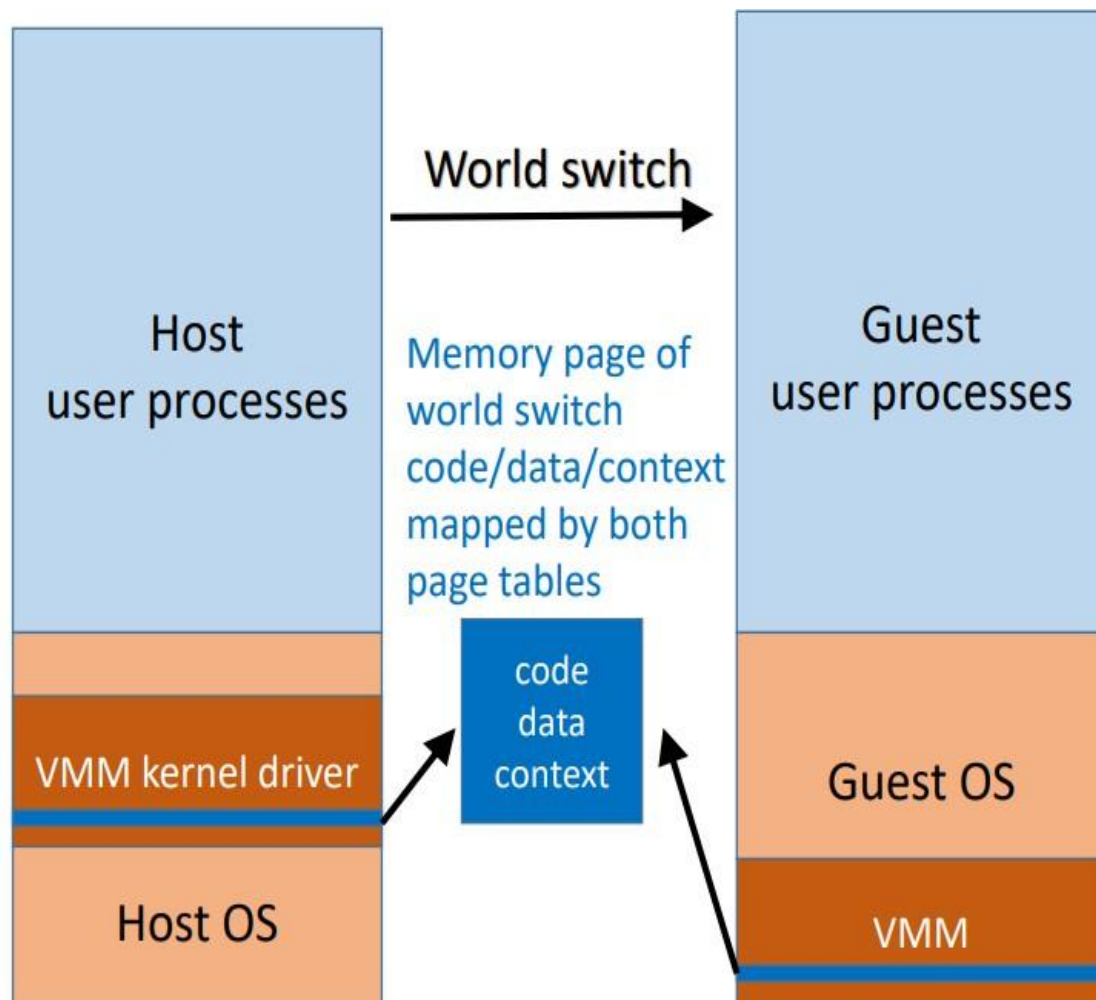 World switch
Host
user processes
Memory page of
world switch
code/data/context
mapped by both
page tables
Guest
user processes
code
data
context
VMM kernel driver
Host OS
Guest OS
VMM